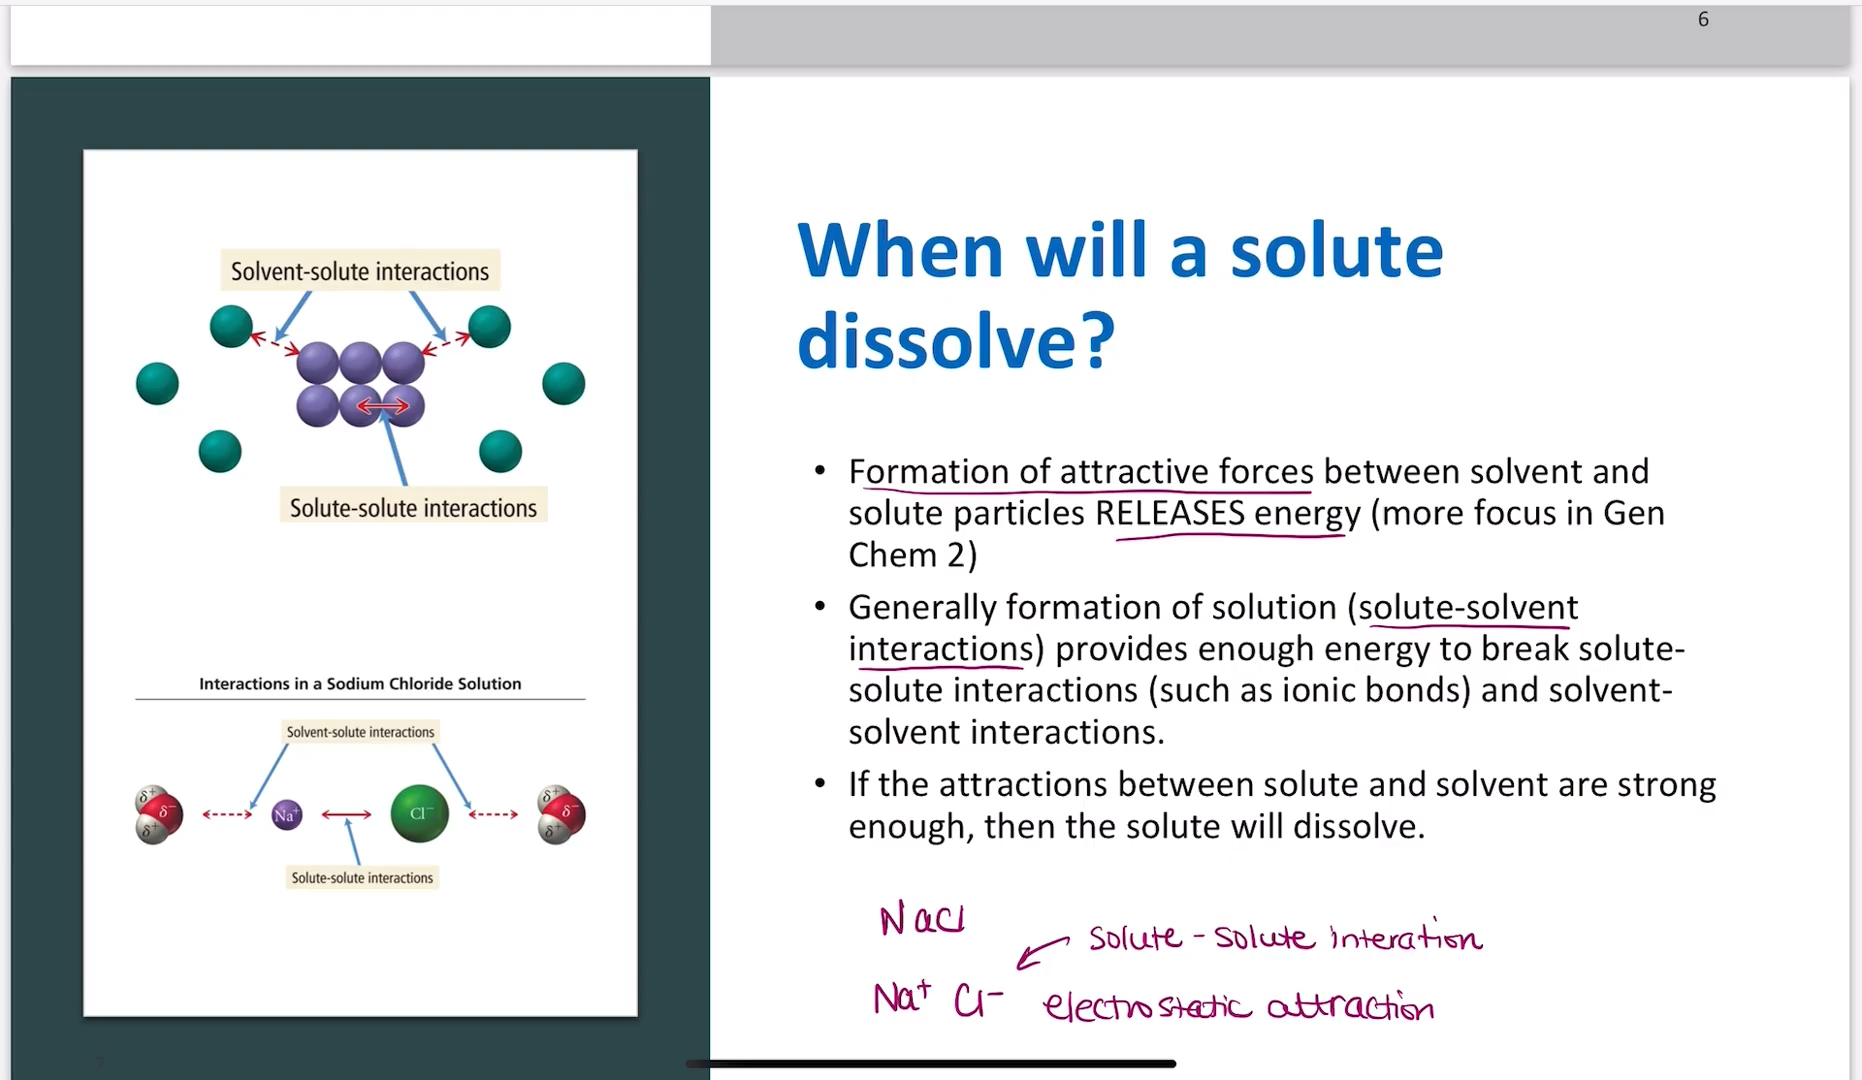 6
Solvent-solute interactions
Solute-solute interactions
Interactions in a Sodium Chloride Solution
Solvent-solute interactions
δ+ δ− δ+ Na+ Cl− δ+ δ− δ+
Solute-solute interactions
7
When will a solute
dissolve?
• Formation of attractive forces between solvent and
solute particles RELEASES energy (more focus in Gen
Chem 2)
• Generally formation of solution (solute-solvent
interactions) provides enough energy to break solute-
solute interactions (such as ionic bonds) and solvent-
solvent interactions.
• If the attractions between solute and solvent are strong
enough, then the solute will dissolve.
NaCl
solute - solute interation
Na+ Cl− electrostatic attraction